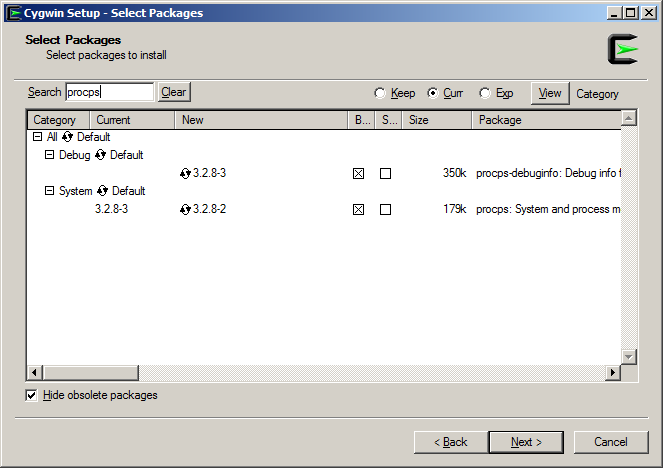 Cygwin Setup - Select Packages
Select Packages
Select packages to install
Search procps Clear Keep Curr Exp View Category
Category Current New B... S... Size Package
All Default
Debug Default
3.2.8-3 350k procps-debuginfo: Debug info f
System Default
3.2.8-3 3.2.8-2 179k procps: System and process m
Hide obsolete packages
< Back Next > Cancel